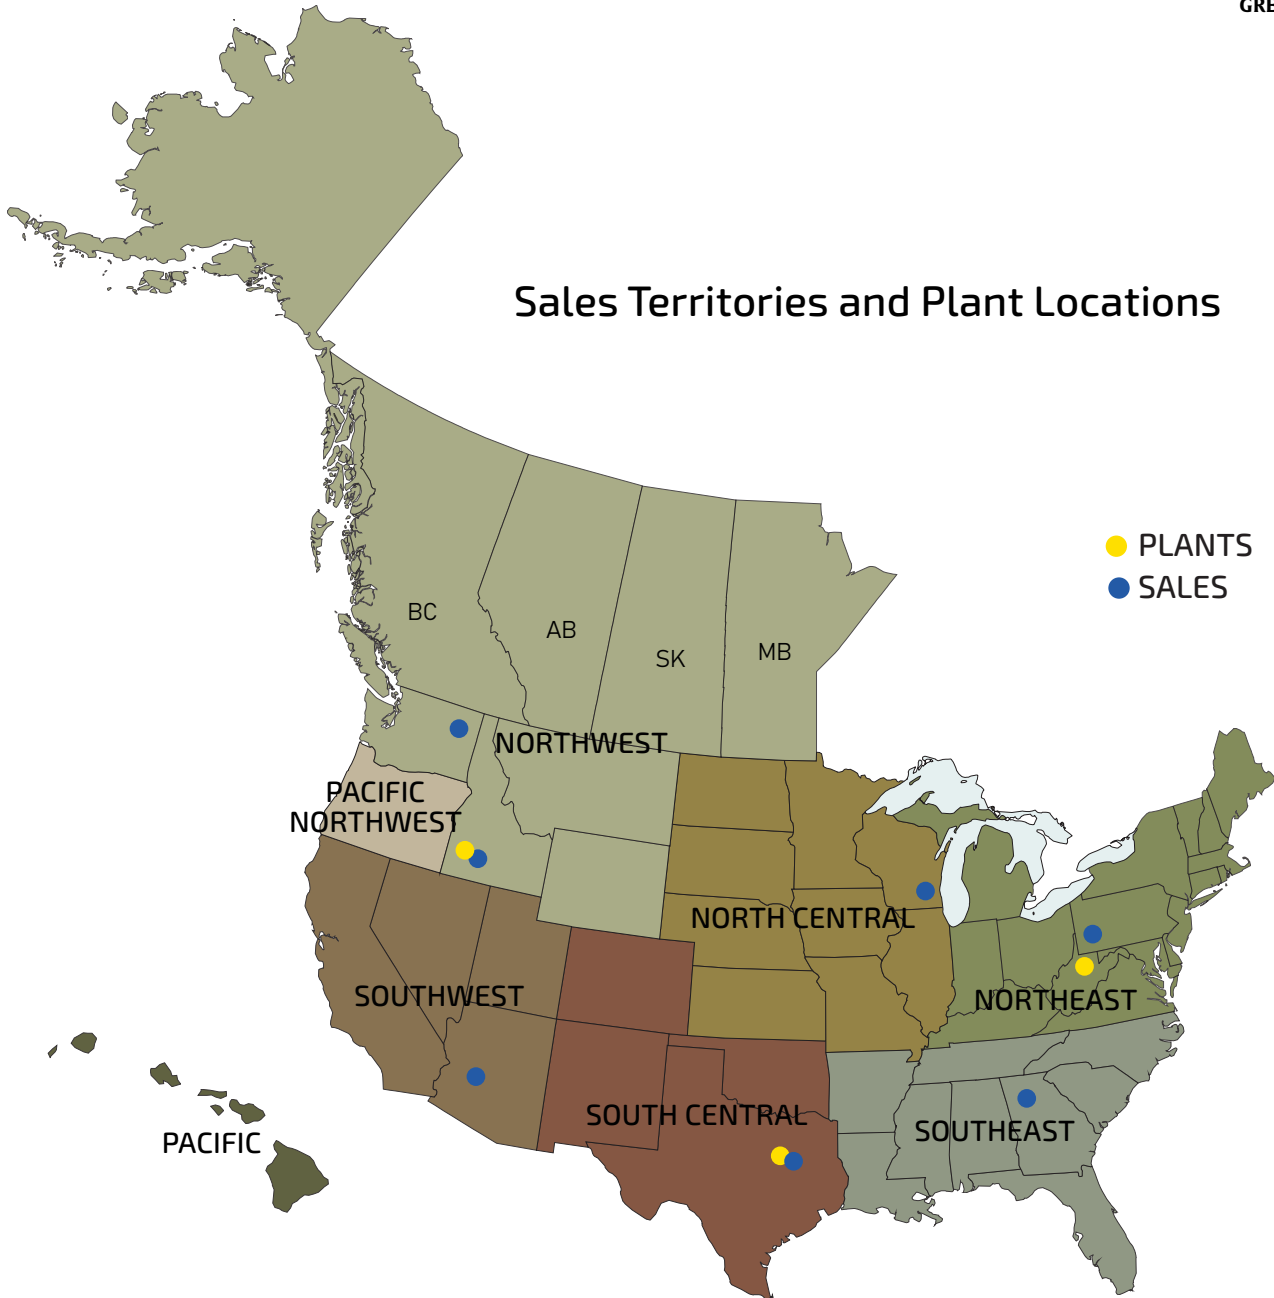 GRE
Sales Territories and Plant Locations
PLANTS
SALES
BC
AB
SK
MB
NORTHWEST
PACIFIC
NORTHWEST
NORTH CENTRAL
SOUTHWEST
NORTHEAST
SOUTH CENTRAL
SOUTHEAST
PACIFIC